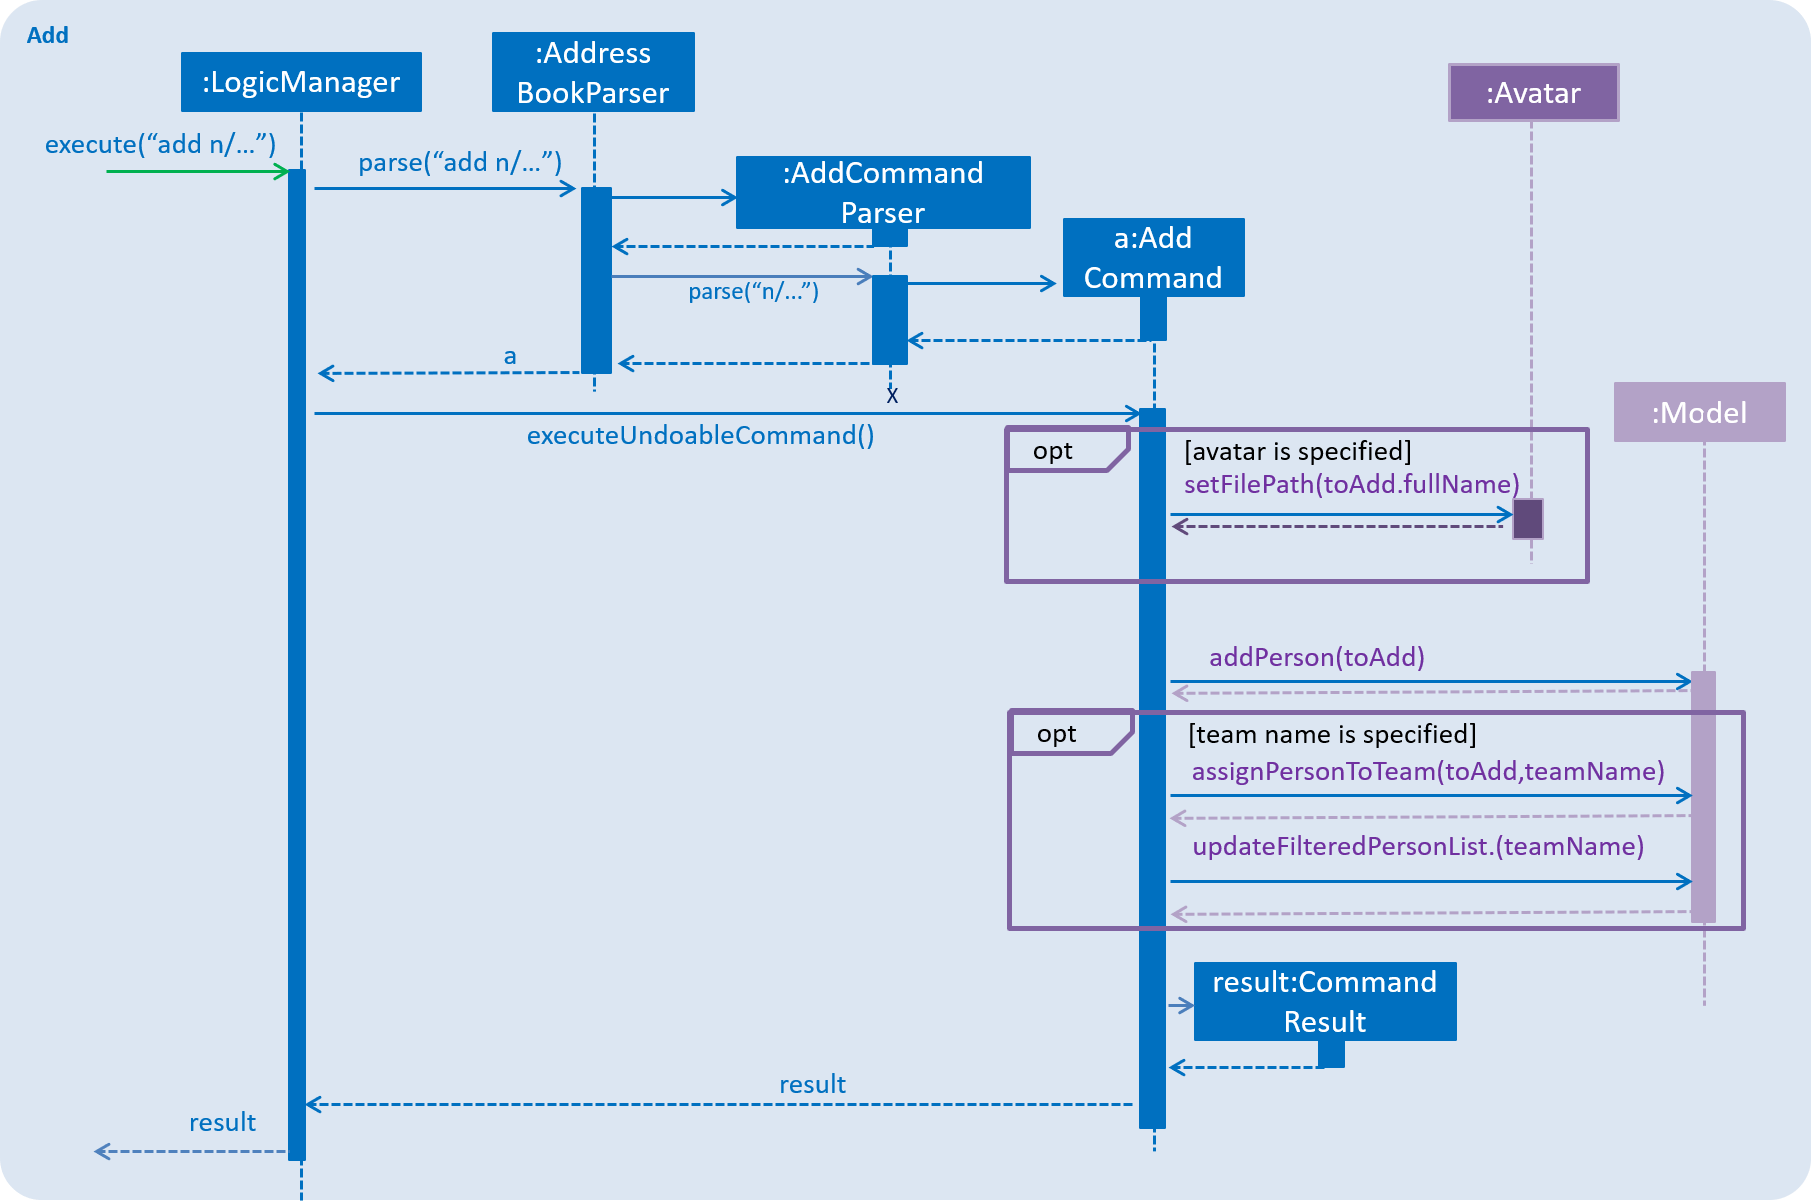 Add
:LogicManager
:Address
BookParser
:Avatar
execute(“add n/...”)
parse(“add n/...”)
:AddCommand
Parser
a:Add
Command
parse(“n/...”)
a
X
executeUndoableCommand()
:Model
opt
[avatar is specified]
setFilePath(toAdd.fullName)
addPerson(toAdd)
opt
[team name is specified]
assignPersonToTeam(toAdd,teamName)
updateFilteredPersonList.(teamName)
result:Command
Result
result
result